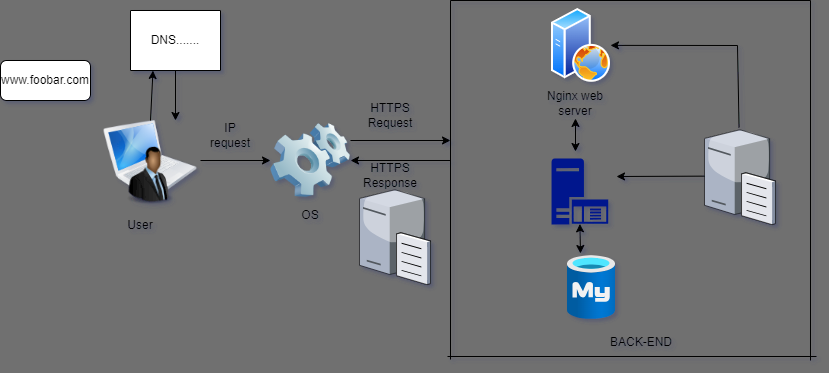 DNS.......
www.foobar.com
IP
request
HTTPS
Request
HTTPS
Response
User
OS
Nginx web
server
My
BACK-END